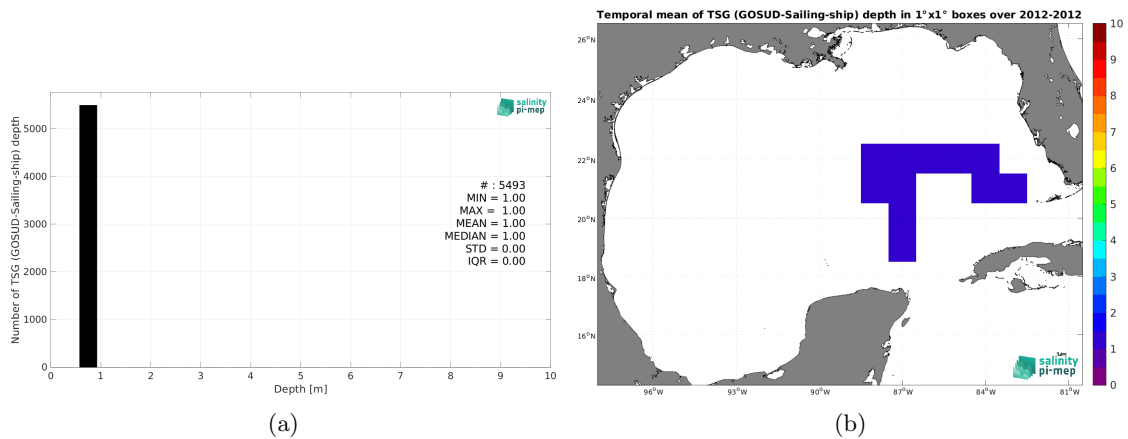 salinity
pi-mep
Number of TSG (GOSUD-Sailing-ship) depth
5000
4000
3000
2000
1000
0
# : 5493
MIN = 1.00
MAX = 1.00
MEAN = 1.00
MEDIAN = 1.00
STD = 0.00
IQR = 0.00
0 1 2 3 4 5 6 7 8 9 10
Depth [m]
(a)
Temporal mean of TSG (GOSUD-Sailing-ship) depth in 1°x1° boxes over 2012-2012
26°N
24°N
22°N
20°N
18°N
16°N
96°W 93°W 90°W 87°W 84°W 81°W
salinity
pi-mep
10
9
8
7
6
5
4
3
2
1
0
(b)